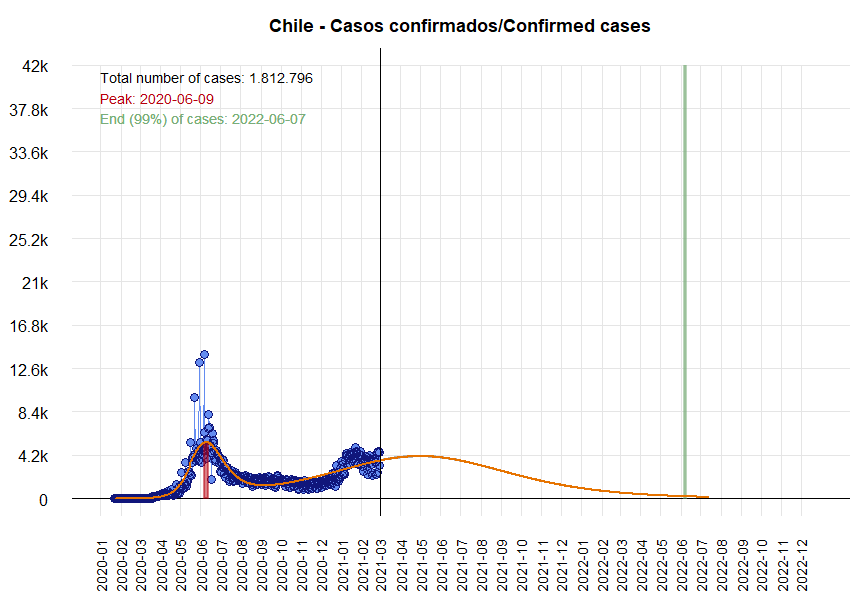 Chile - Casos confirmados/Confirmed cases
42k
37.8k
33.6k
29.4k
25.2k
21k
16.8k
12.6k
8.4k
4.2k
0
Total number of cases: 1.812.796
Peak: 2020-06-09
End (99%) of cases: 2022-06-07
2020-01
2020-02
2020-03
2020-04
2020-05
2020-06
2020-07
2020-08
2020-09
2020-10
2020-11
2020-12
2021-01
2021-02
2021-03
2021-04
2021-05
2021-06
2021-07
2021-08
2021-09
2021-10
2021-11
2021-12
2022-01
2022-02
2022-03
2022-04
2022-05
2022-06
2022-07
2022-08
2022-09
2022-10
2022-11
2022-12